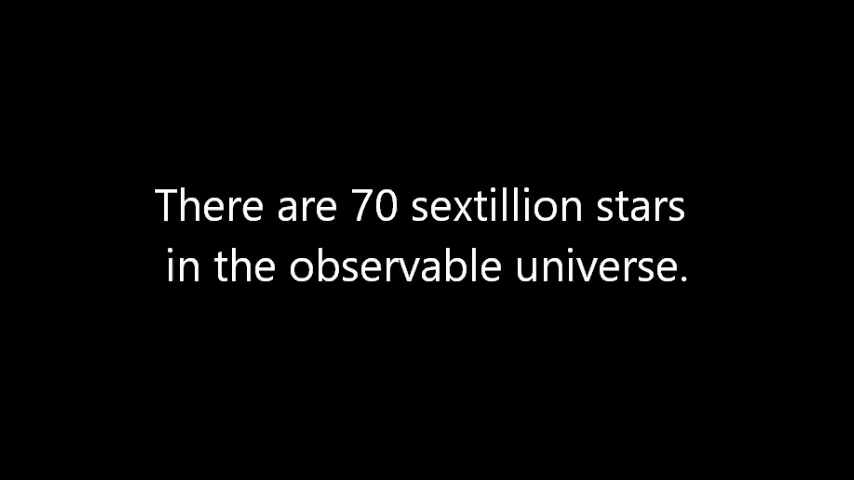 There are 70 sextillion stars
in the observable universe.